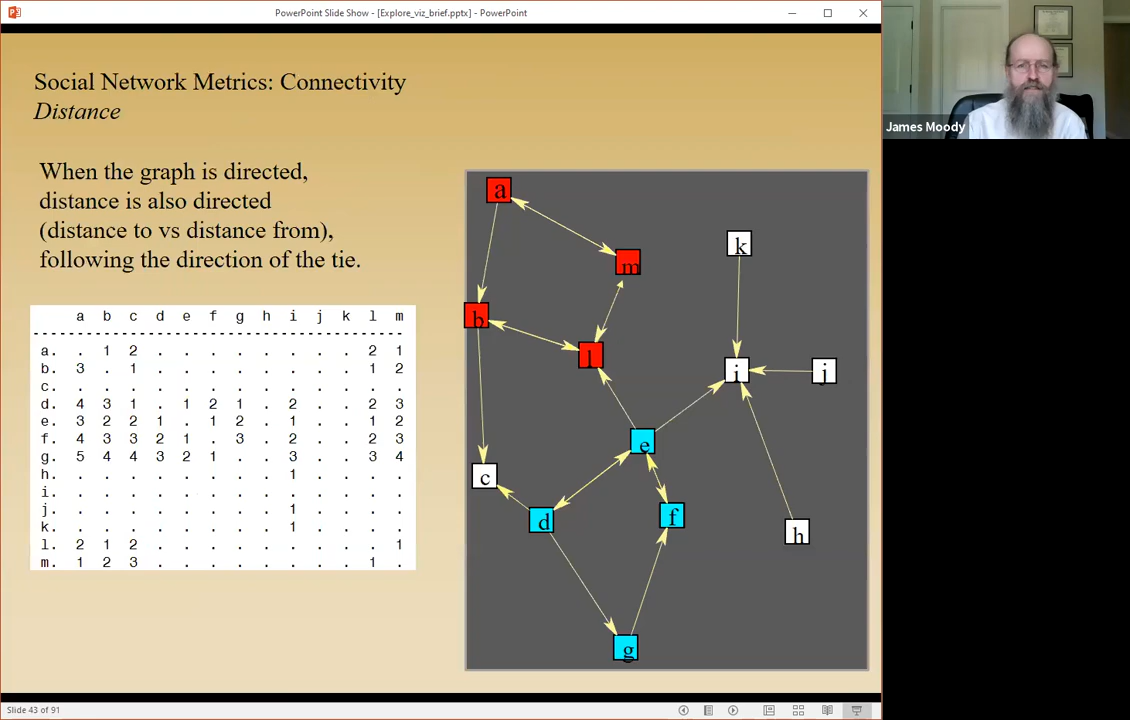 PowerPoint Slide Show - [Explore_viz_brief.pptx] - PowerPoint
James Moody
Social Network Metrics: Connectivity
Distance
When the graph is directed,
distance is also directed
(distance to vs distance from),
following the direction of the tie.
a b c d e f g h i j k l m
a. . 1 2 . . . . . . . . 2 1
b. 3 . 1 . . . . . . . . 1 2
c. . . . . . . . . . . . . .
d. 4 3 1 . 1 2 1 . 2 . . 2 3
e. 3 2 2 1 . 1 2 . 1 . . 1 2
f. 4 3 3 2 1 . 3 . 2 . . 2 3
g. 5 4 4 3 2 1 . . 3 . . 3 4
h. . . . . . . . . 1 . . . .
i. . . . . . . . . . . . . .
j. . . . . . . . . 1 . . . .
k. . . . . . . . . 1 . . . .
l. 2 1 2 . . . . . . . . . 1
m. 1 2 3 . . . . . . . . 1 .
a
k
m
b
l
i
j
e
c
d
f
h
g
Slide 43 of 91